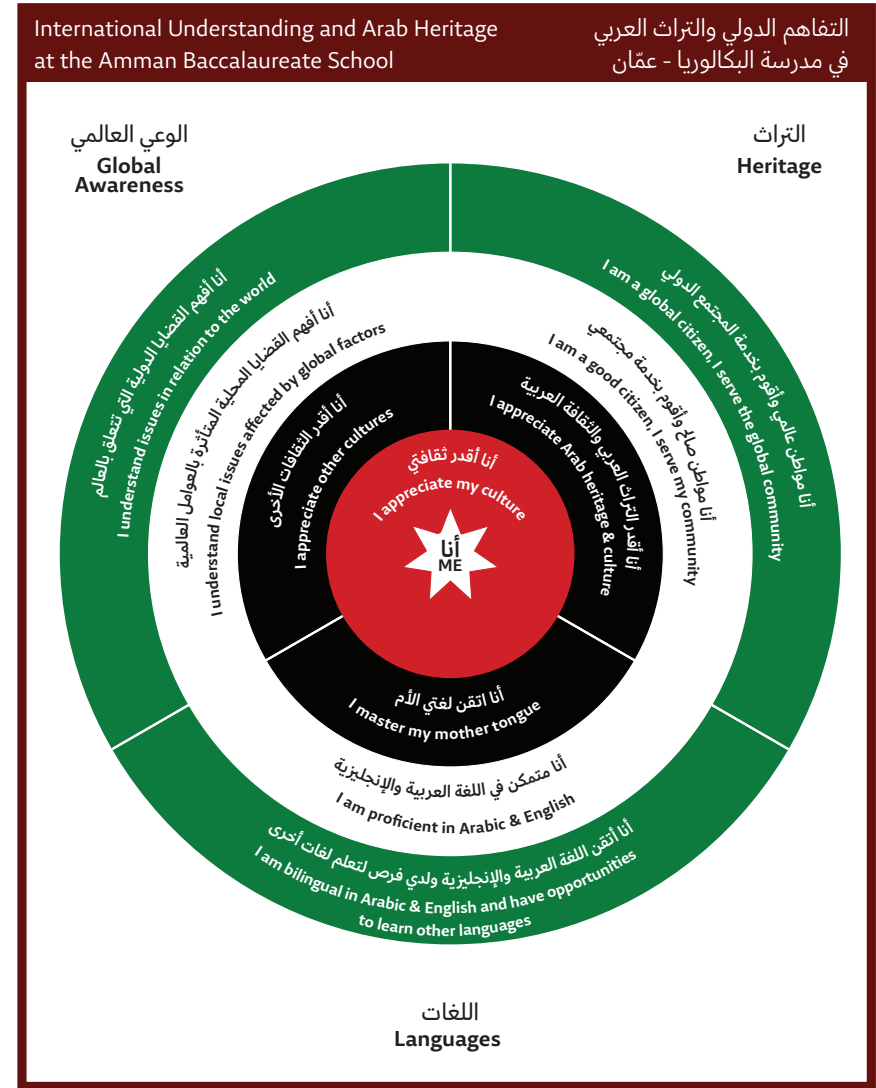 International Understanding and Arab Heritage
at the Amman Baccalaureate School
التفاهم الدولي والتراث العربي
في مدرسة البكالوريا - عمّان
الوعي العالمي
Global
Awareness
التراث
Heritage
أنا أفهم القضايا الدولية التي تتعلق بالعالم
I understand issues in relation to the world
أنا أفهم القضايا المحلية المتأثرة بالعوامل العالمية
I understand local issues affected by global factors
أنا أقدر الثقافات الأخرى
I appreciate other cultures
أنا مواطن عالمي وأقوم بخدمة المجتمع الدولي
I am a global citizen, I serve the global community
أنا مواطن صالح وأقوم بخدمة مجتمعي
I am a good citizen, I serve my community
أنا أقدر التراث العربي والثقافة العربية
I appreciate Arab heritage & culture
أنا أقدر ثقافتي
I appreciate my culture
أنا
ME
أنا اتقن لغتي الأم
I master my mother tongue
أنا متمكن في اللغة العربية والإنجليزية
I am proficient in Arabic & English
أنا أتقن اللغة العربية والإنجليزية ولدي فرص لتعلم لغات أخرى
I am bilingual in Arabic & English and have opportunities
to learn other languages
اللغات
Languages